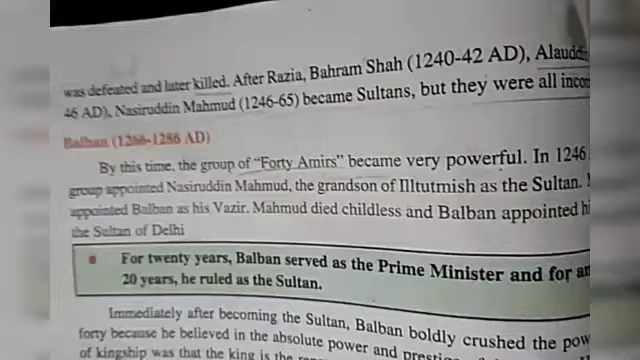 was defeated and later killed. After Razia, Bahram Shah (1240-42 AD), Alaudd
46 AD), Nasiruddin Mahmud (1246-65) became Sultans, but they were all inco
Balban (1266-1286 AD)
By this time, the group of “Forty Amirs” became very powerful. In 1246
group appointed Nasiruddin Mahmud, the grandson of Illtutmish as the Sultan.
appointed Balban as his Vazir. Mahmud died childless and Balban appointed hi
the Sultan of Delhi
For twenty years, Balban served as the Prime Minister and for an
20 years, he ruled as the Sultan.
Immediately after becoming the Sultan, Balban boldly crushed the pow
forty because he believed in the absolute power and
of kingship was that the king is the